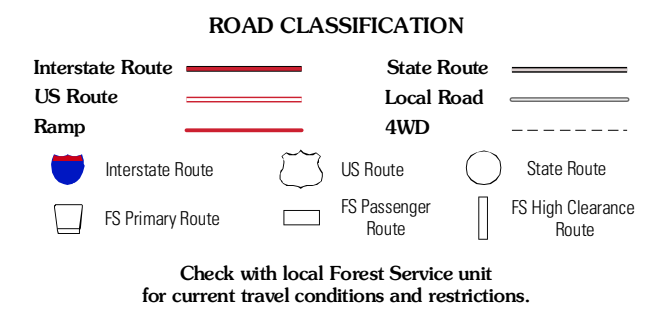 ROAD CLASSIFICATION
Interstate Route
State Route
US Route
Local Road
Ramp
4WD
Interstate Route
US Route
State Route
FS Primary Route
FS Passenger
Route
FS High Clearance
Route
Check with local Forest Service unit
for current travel conditions and restrictions.